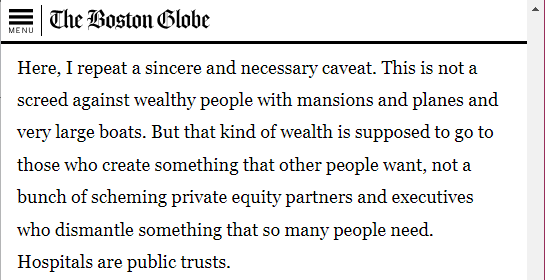 MENU
The Boston Globe
Here, I repeat a sincere and necessary caveat. This is not a
screed against wealthy people with mansions and planes and
very large boats. But that kind of wealth is supposed to go to
those who create something that other people want, not a
bunch of scheming private equity partners and executives
who dismantle something that so many people need.
Hospitals are public trusts.